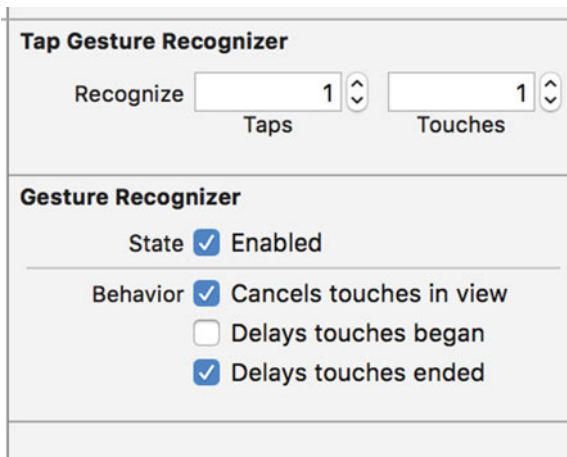 Tap Gesture Recognizer
Recognize 1 1
Taps Touches
Gesture Recognizer
State Enabled
Behavior Cancels touches in view
Delays touches began
Delays touches ended